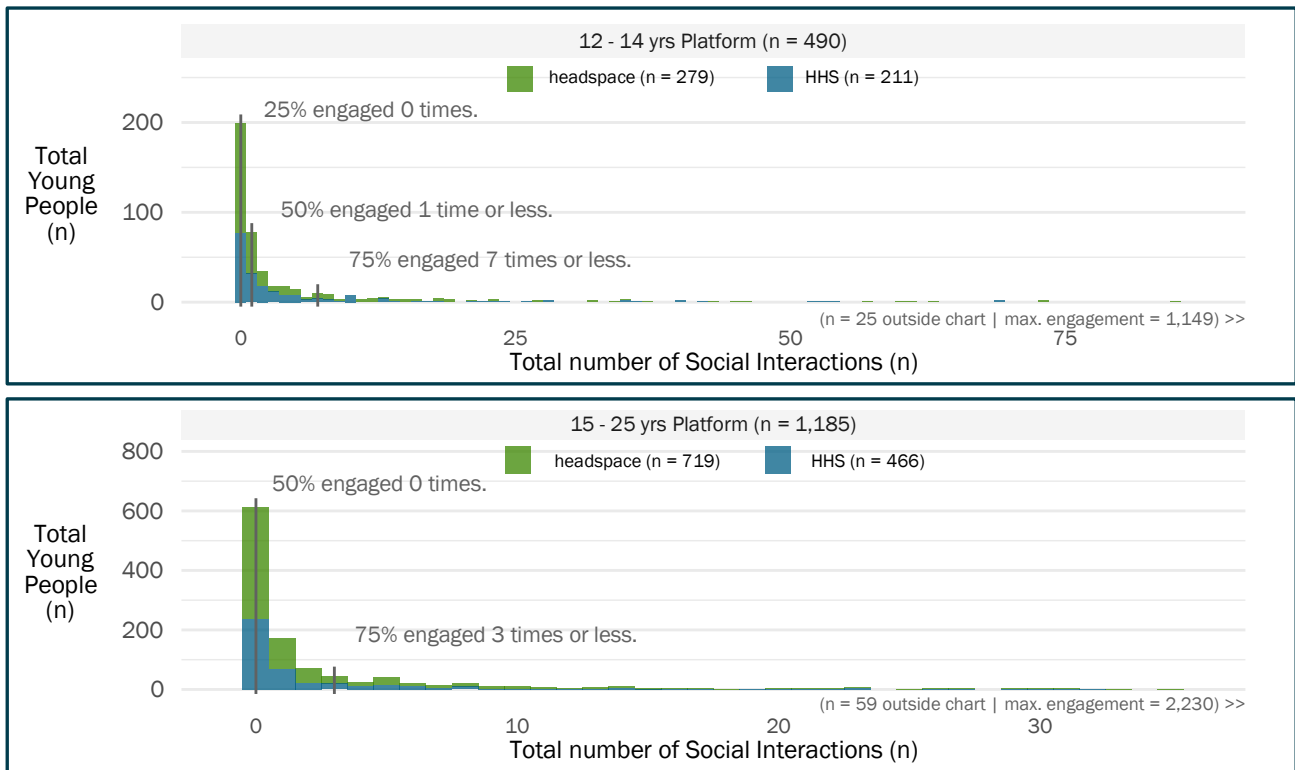 12 - 14 yrs Platform (n = 490)
headspace (n = 279)
HHS (n = 211)
25% engaged 0 times.
200
Total
Young
People
(n)
50% engaged 1 time or less.
100
75% engaged 7 times or less.
0
(n = 25 outside chart | max. engagement = 1,149) >>
0
25
50
75
Total number of Social Interactions (n)
15 - 25 yrs Platform (n = 1,185)
800
headspace (n = 719)
HHS (n = 466)
50% engaged 0 times.
600
Total
Young
People
(n)
400
75% engaged 3 times or less.
200
0
(n = 59 outside chart | max. engagement = 2,230) >>
0
10
20
30
Total number of Social Interactions (n)